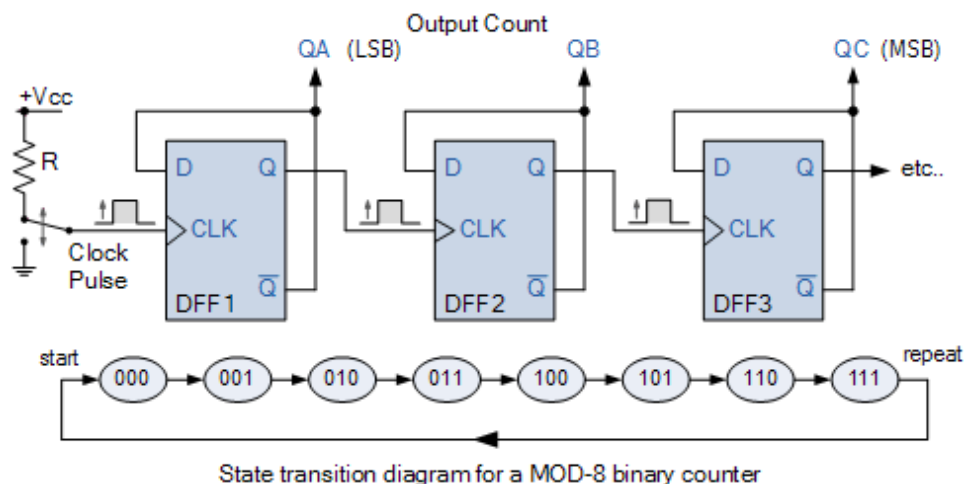 Output Count
QA (LSB)
QB
QC (MSB)
+Vcc
R
Clock
Pulse
D
Q
CLK
Q̅
DFF1
D
Q
CLK
Q̅
DFF2
D
Q
CLK
Q̅
DFF3
etc..
start
000
001
010
011
100
101
110
111
repeat
State transition diagram for a MOD-8 binary counter